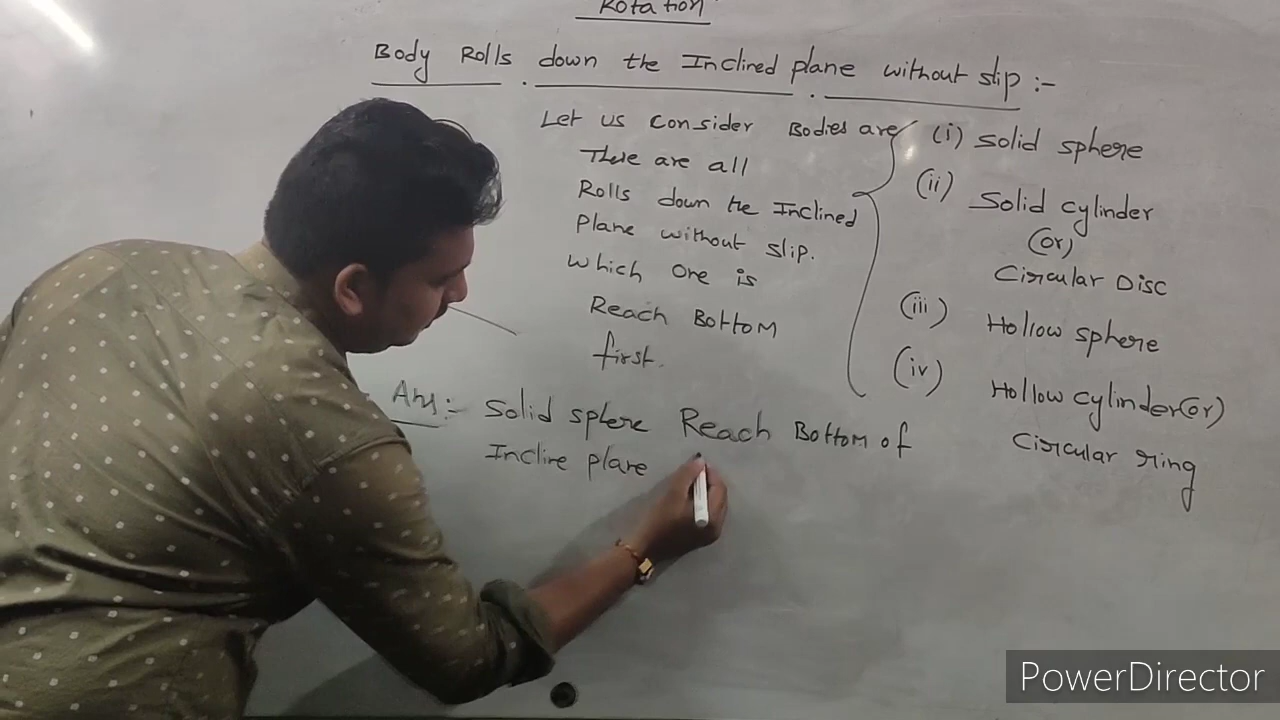 Rotation
Body Rolls down the Inclined plane without slip :-
Let us consider Bodies are
There are all
Rolls down the Inclined
Plane without slip.
which one is
Reach Bottom
first.
(i) Solid sphere
(ii) Solid cylinder
(or)
Circular Disc
(iii) Hollow sphere
(iv) Hollow cylinder (or)
Circular ring
Ans:- Solid sphere Reach Bottom of
Incline plane
PowerDirector